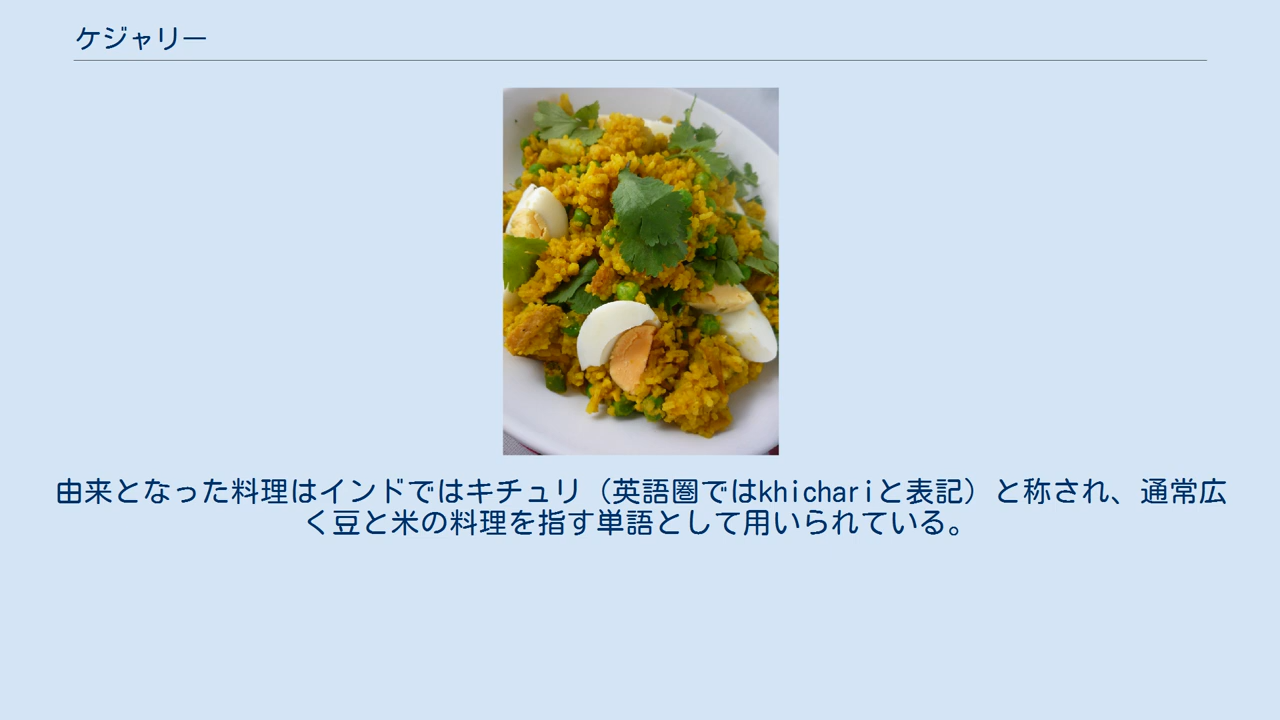 ケジャリー
由来となった料理はインドではキチュリ（英語圏ではkhichariと表記）と称され、通常広
く豆と米の料理を指す単語として用いられている。